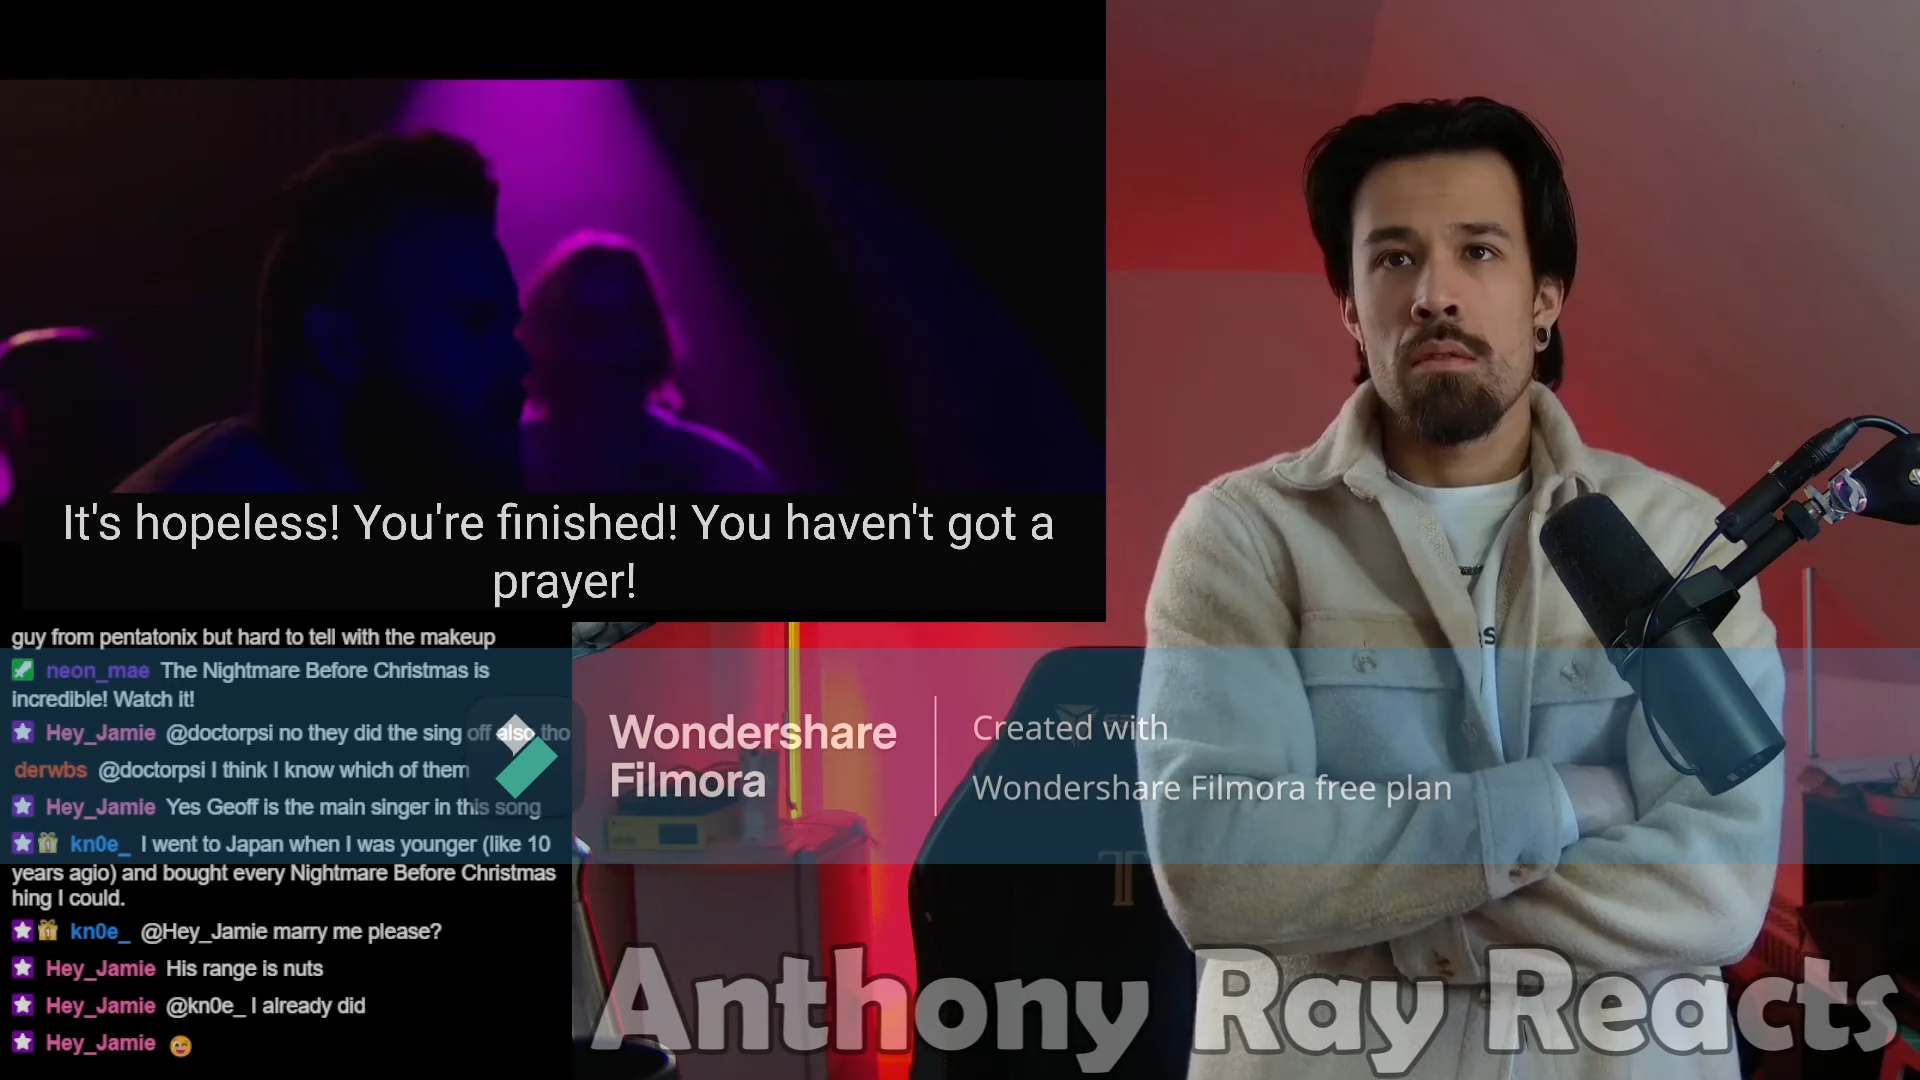 It's hopeless! You're finished! You haven't got a
prayer!
guy from pentatonix but hard to tell with the makeup
neon_mae The Nightmare Before Christmas is
incredible! Watch it!
Hey_Jamie @doctorpsi no they did the sing off also tho
derwbs @doctorpsi I think I know which of them
Hey_Jamie Yes Geoff is the main singer in this song
kn0e_ I went to Japan when I was younger (like 10
years agio) and bought every Nightmare Before Christmas
hing I could.
kn0e_ @Hey_Jamie marry me please?
Hey_Jamie His range is nuts
Hey_Jamie @kn0e_ I already did
Hey_Jamie
Wondershare
Filmora
Created with
Wondershare Filmora free plan
Anthony Ray Reacts